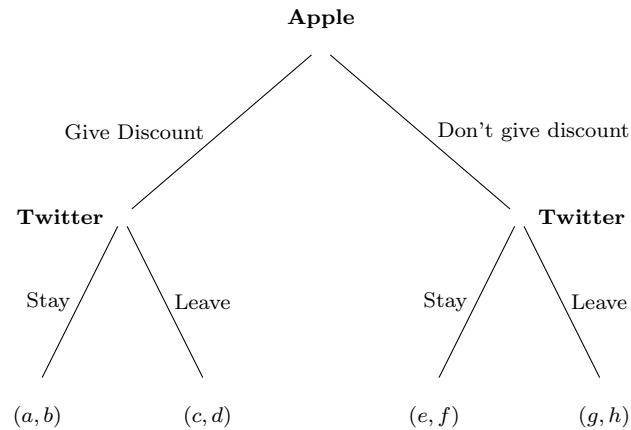 Apple
Give Discount
Don't give discount
Twitter
Twitter
Stay
Leave
Stay
Leave
(a, b)
(c, d)
(e, f)
(g, h)